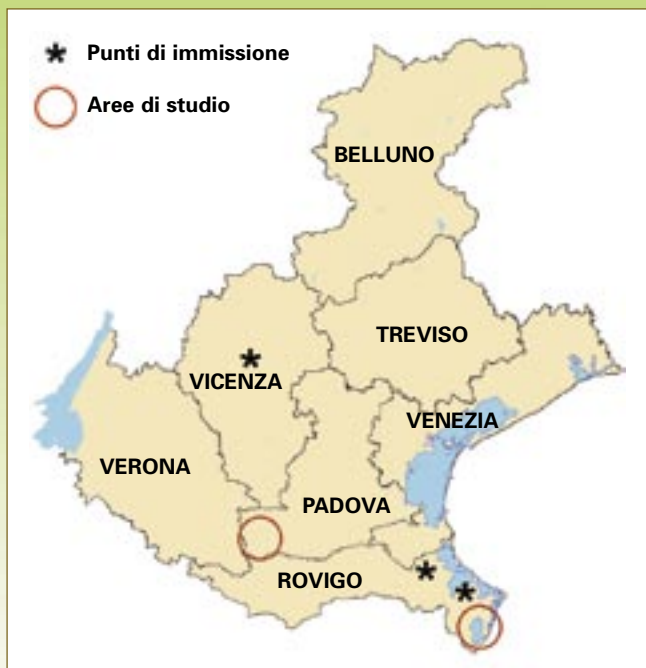 Punti di immissione
Aree di studio
BELLUNO
TREVISO
VICENZA
VENEZIA
VERONA
PADOVA
ROVIGO